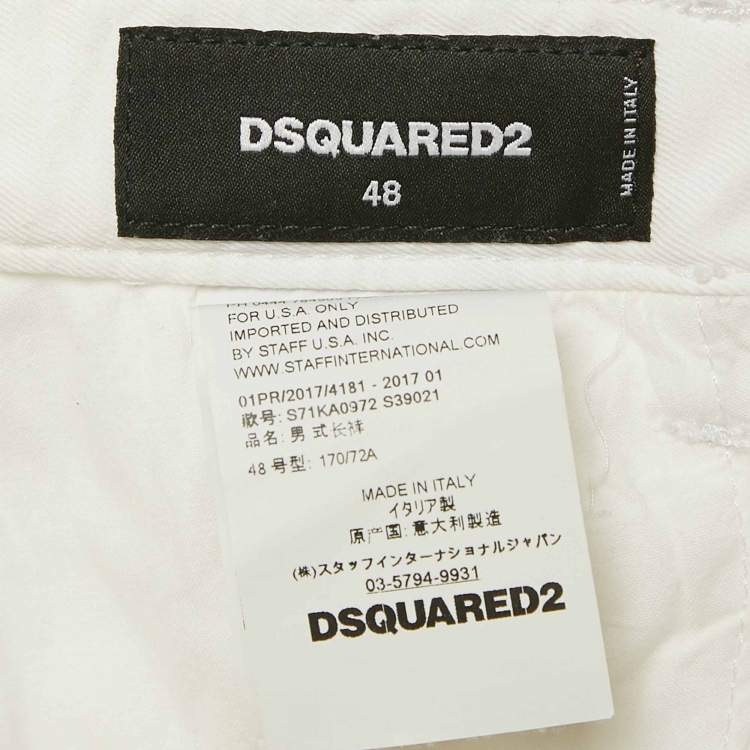 DSQUARED2
48
MADE IN ITALY
FOR U.S.A. ONLY
IMPORTED AND DISTRIBUTED
BY STAFF U.S.A. INC.
WWW.STAFFINTERNATIONAL.COM
01PR/2017/4181 - 2017 01
款号: S71KA0972 S39021
品名: 男式长裤
48 号型: 170/72A
MADE IN ITALY
イタリア製
原产国:意大利製造
(株)スタッフインターナショナルジャパン
03-5794-9931
DSQUARED2